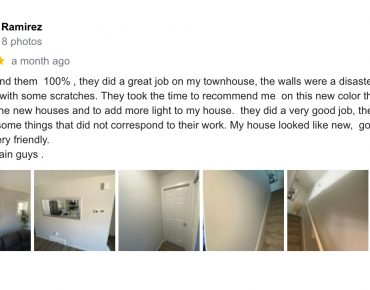 Ramirez
8 photos
a month ago
nd them 100% , they did a great job on my townhouse, the walls were a disaste
with some scratches. They took the time to recommend me on this new color th
ne new houses and to add more light to my house. they did a very good job, the
some things that did not correspond to their work. My house looked like new, go
ery friendly.
ain guys .